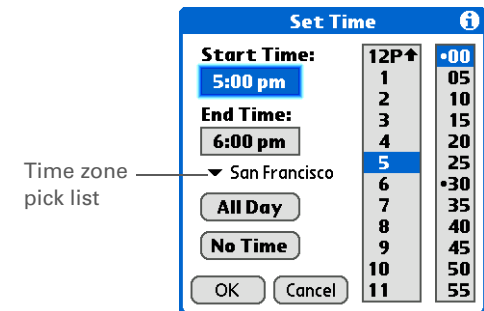 Set Time
Start Time:
5:00 pm
End Time:
6:00 pm
San Francisco
All Day
No Time
OK
Cancel
12P
1
2
3
4
5
6
7
8
9
10
11
•00
05
10
15
20
25
•30
35
40
45
50
55
Time zone
pick list